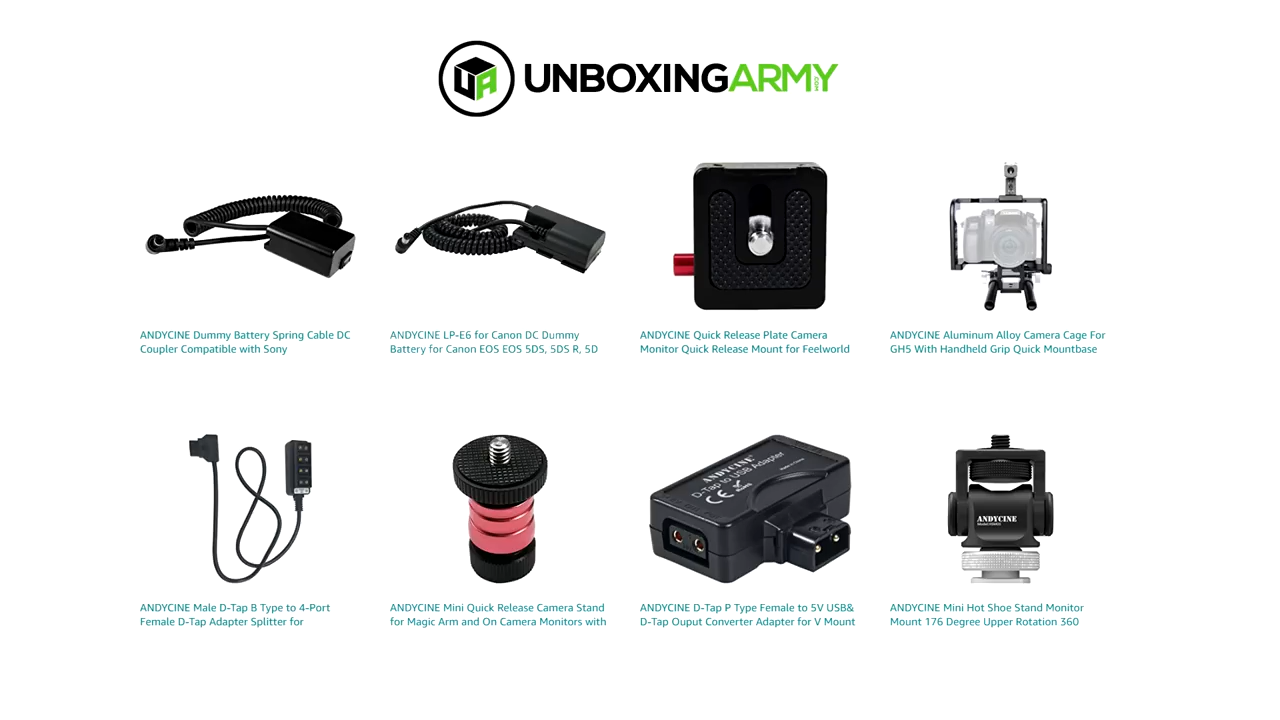 UA UNBOXINGARMY.COM
ANDYCINE Dummy Battery Spring Cable DC
Coupler Compatible with Sony
ANDYCINE LP-E6 for Canon DC Dummy
Battery for Canon EOS EOS 5DS, 5DS R, 5D
ANDYCINE Quick Release Plate Camera
Monitor Quick Release Mount for Feelworld
ANDYCINE Aluminum Alloy Camera Cage For
GH5 With Handheld Grip Quick Mountbase
ANDYCINE
D-Tap to USB Adapter
CE
RoHS
Made in China
ANDYCINE
ANDYCINE Male D-Tap B Type to 4-Port
Female D-Tap Adapter Splitter for
ANDYCINE Mini Quick Release Camera Stand
for Magic Arm and On Camera Monitors with
ANDYCINE D-Tap P Type Female to 5V USB&
D-Tap Ouput Converter Adapter for V Mount
ANDYCINE Mini Hot Shoe Stand Monitor
Mount 176 Degree Upper Rotation 360